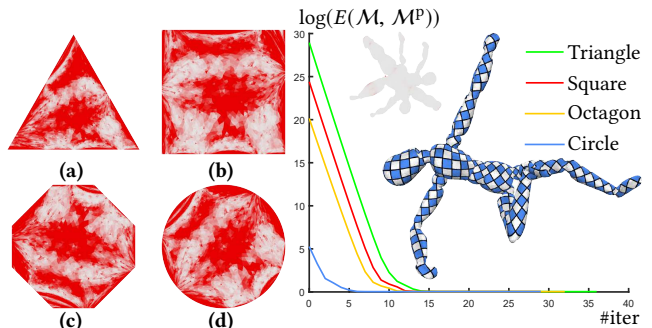 log(E(M, Mᵖ))
30
25
20
15
10
5
0
0 5 10 15 20 25 30 35 40
#iter
Triangle
Square
Octagon
Circle
(a) (b)
(c) (d)